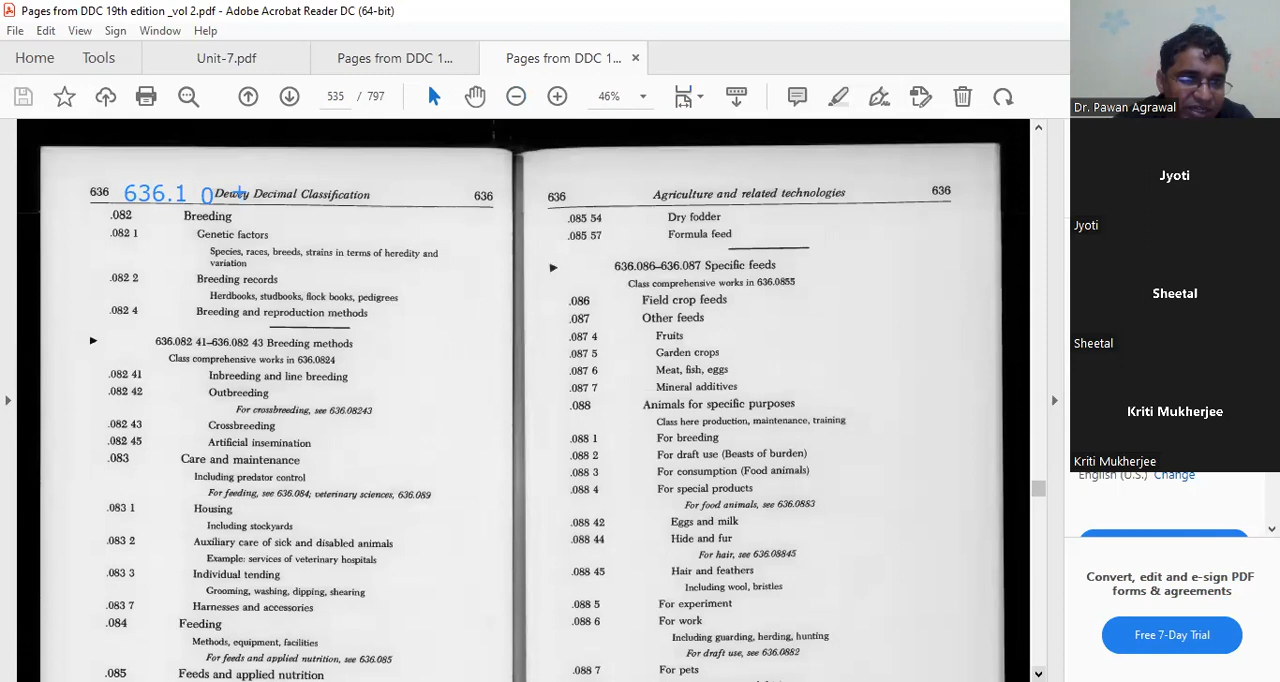 Pages from DDC 19th edition _vol 2.pdf - Adobe Acrobat Reader DC (64-bit)
File Edit View Sign Window Help
Home Tools Unit-7.pdf Pages from DDC 1... Pages from DDC 1... ×
535 / 797 46%
636 636.1 0 + Dewey Decimal Classification 636
.082 Breeding
.082 1 Genetic factors
Species, races, breeds, strains in terms of heredity and
variation
.082 2 Breeding records
Herdbooks, studbooks, flock books, pedigrees
.082 4 Breeding and reproduction methods
636.082 41–636.082 43 Breeding methods
Class comprehensive works in 636.0824
.082 41 Inbreeding and line breeding
.082 42 Outbreeding
For crossbreeding, see 636.08243
.082 43 Crossbreeding
.082 45 Artificial insemination
.083 Care and maintenance
Including predator control
For feeding, see 636.084; veterinary sciences, 636.089
.083 1 Housing
Including stockyards
.083 2 Auxiliary care of sick and disabled animals
Example: services of veterinary hospitals
.083 3 Individual tending
Grooming, washing, dipping, shearing
.083 7 Harnesses and accessories
.084 Feeding
Methods, equipment, facilities
For feeds and applied nutrition, see 636.085
.085 Feeds and applied nutrition
636 Agriculture and related technologies 636
.085 54 Dry fodder
.085 57 Formula feed
636.086–636.087 Specific feeds
Class comprehensive works in 636.0855
.086 Field crop feeds
.087 Other feeds
.087 4 Fruits
.087 5 Garden crops
.087 6 Meat, fish, eggs
.087 7 Mineral additives
.088 Animals for specific purposes
Class here production, maintenance, training
.088 1 For breeding
.088 2 For draft use (Beasts of burden)
.088 3 For consumption (Food animals)
.088 4 For special products
For food animals, see 636.0883
.088 42 Eggs and milk
.088 44 Hide and fur
For hair, see 636.08845
.088 45 Hair and feathers
Including wool, bristles
.088 5 For experiment
.088 6 For work
Including guarding, herding, hunting
For draft use, see 636.0882
.088 7 For pets
Dr. Pawan Agrawal
Jyoti
Jyoti
Sheetal
Sheetal
Kriti Mukherjee
Kriti Mukherjee
English (U.S.) Change
Convert, edit and e-sign PDF
forms & agreements
Free 7-Day Trial